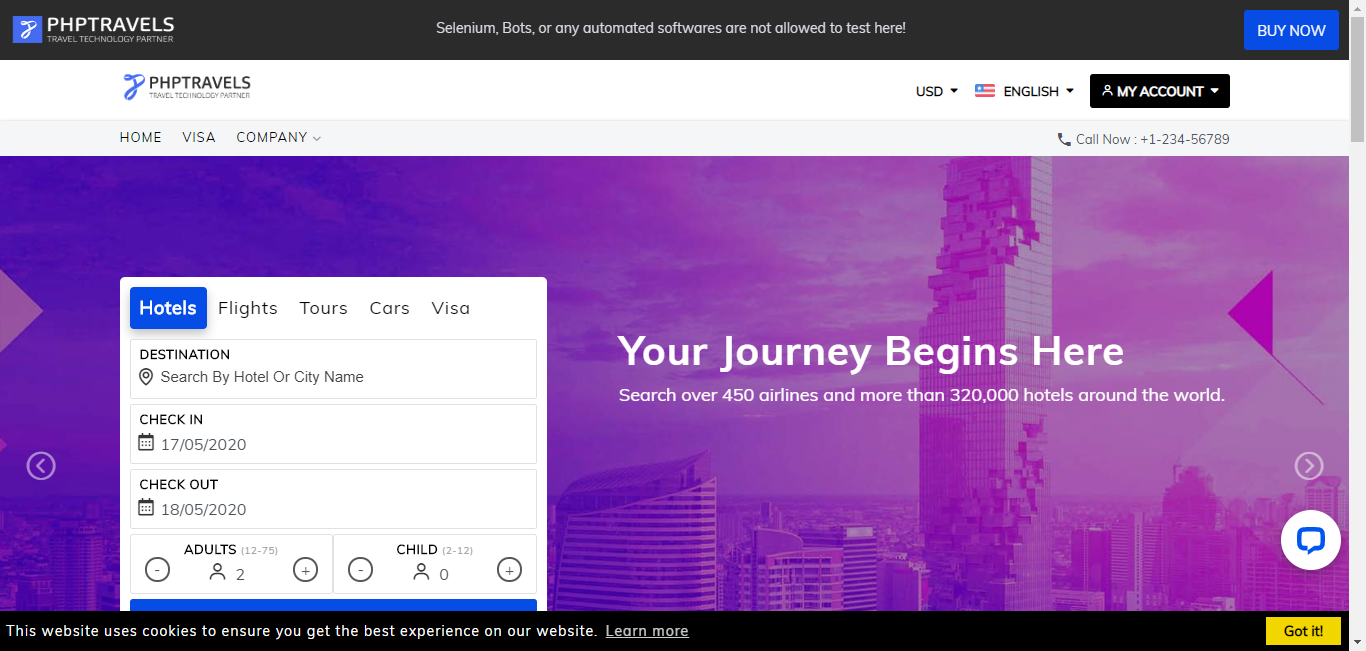 PHPTRAVELS
TRAVEL TECHNOLOGY PARTNER
Selenium, Bots, or any automated softwares are not allowed to test here!
BUY NOW
PHPTRAVELS
TRAVEL TECHNOLOGY PARTNER
USD
ENGLISH
MY ACCOUNT
HOME VISA COMPANY
Call Now : +1-234-56789
Hotels Flights Tours Cars Visa
DESTINATION
Search By Hotel Or City Name
CHECK IN
17/05/2020
CHECK OUT
18/05/2020
ADULTS (12-75)
- 2 +
CHILD (2-12)
- 0 +
Your Journey Begins Here
Search over 450 airlines and more than 320,000 hotels around the world.
This website uses cookies to ensure you get the best experience on our website. Learn more
Got it!